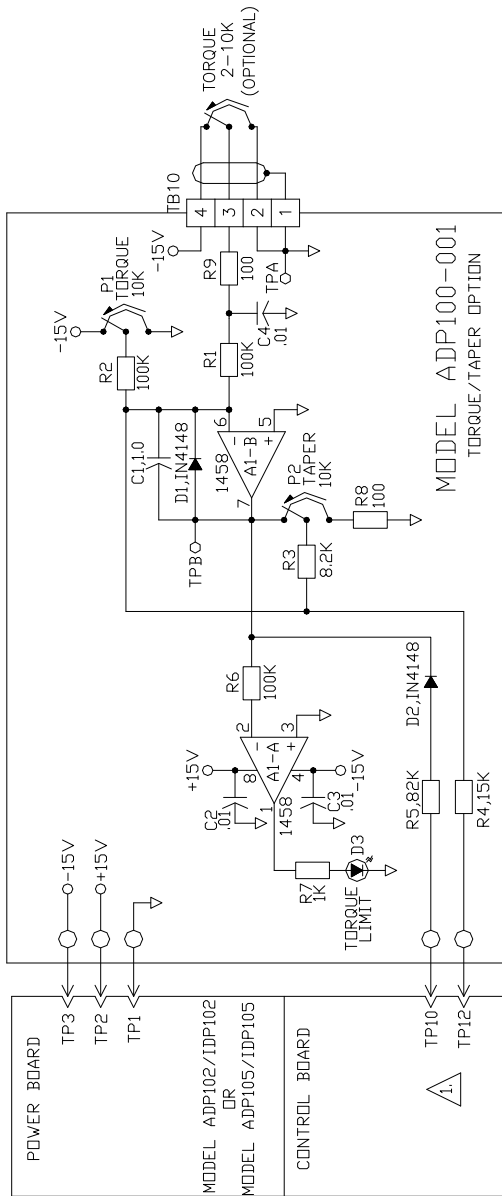 POWER BOARD
TP3
TP2
TP1
-15V
+15V
MODEL ADP102/IDP102
OR
MODEL ADP105/IDP105
CONTROL BOARD
TP10
TP12
1.
R5,82K
D2,IN4148
R4,15K
R7
1K
D3
TORQUE
LIMIT
+15V
C2
.01
8
2
1
A1-A
-
+
3
4
1458
C3
.01
-15V
R6
100K
TPB
C1,1.0
D1,IN4148
1458
7
6
A1-B
-
+
5
R3
8.2K
P2
TAPER
10K
R8
100
-15V
P1
TORQUE
10K
R2
100K
R1
100K
C4
.01
R9
100
TPA
-15V
TB10
4
3
2
1
TORQUE
2-10K
(OPTIONAL)
MODEL ADP100-001
TORQUE/TAPER OPTION